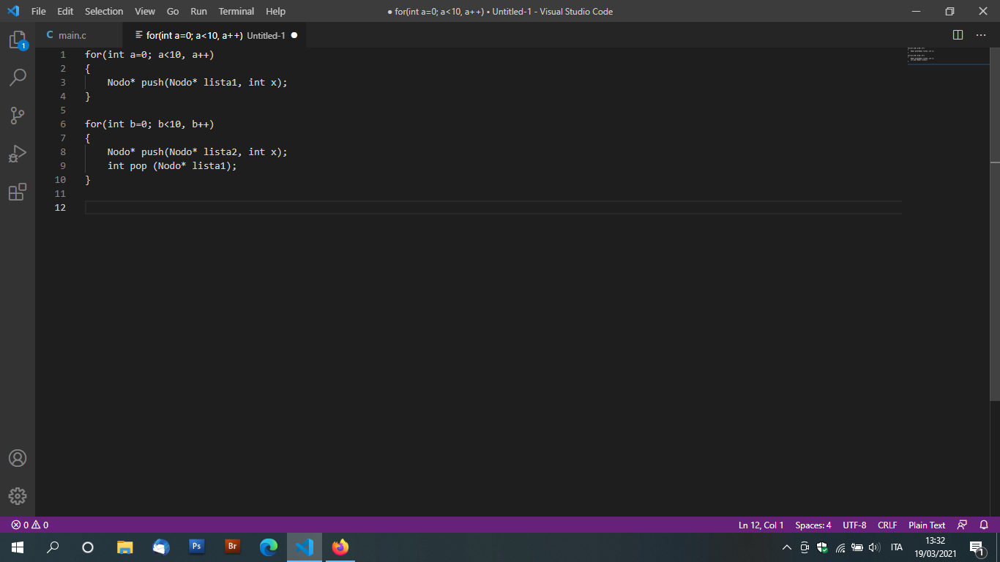 File Edit Selection View Go Run Terminal Help
● for(int a=0; a<10, a++) • Untitled-1 - Visual Studio Code
C main.c
for(int a=0; a<10, a++) Untitled-1 ●
1 for(int a=0; a<10, a++)
2 {
3 Nodo* push(Nodo* lista1, int x);
4 }
5
6 for(int b=0; b<10, b++)
7 {
8 Nodo* push(Nodo* lista2, int x);
9 int pop (Nodo* lista1);
10 }
11
12
1
0 0
Ln 12, Col 1 Spaces: 4 UTF-8 CRLF Plain Text
Ps Br
ITA
13:32
19/03/2021
1